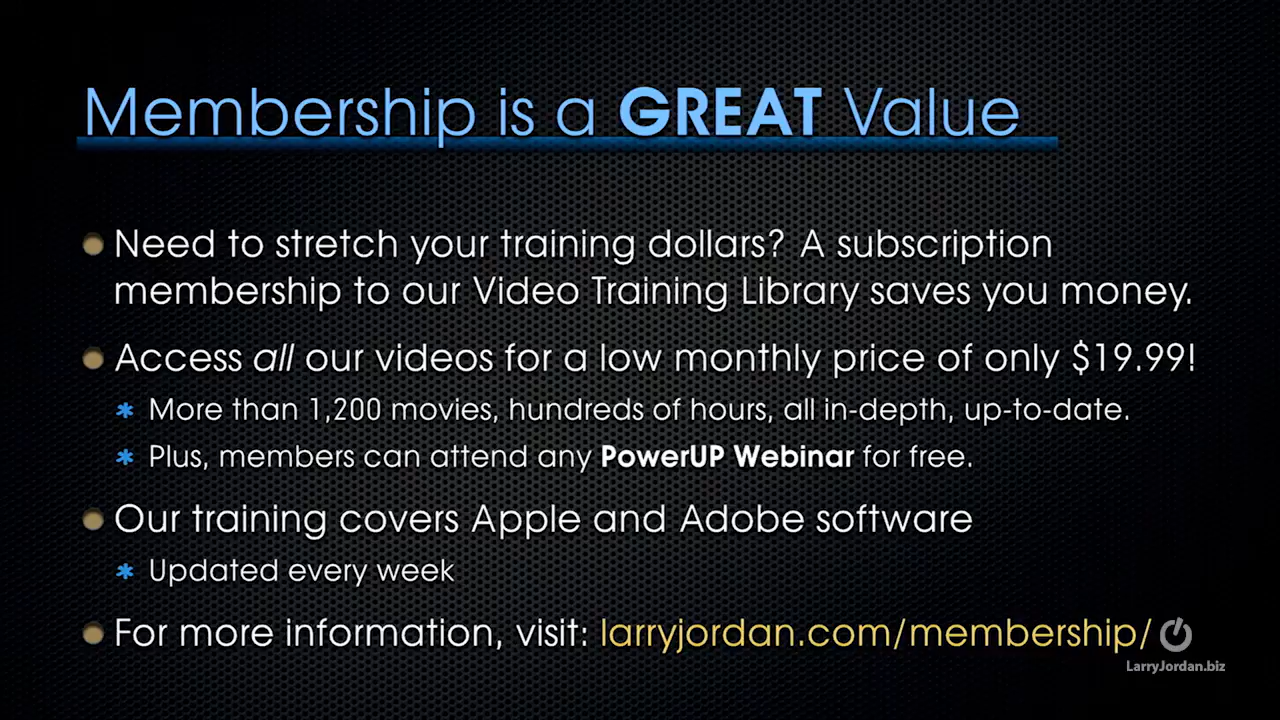 Membership is a GREAT Value
Need to stretch your training dollars? A subscription
membership to our Video Training Library saves you money.
Access all our videos for a low monthly price of only $19.99!
More than 1,200 movies, hundreds of hours, all in-depth, up-to-date.
Plus, members can attend any PowerUP Webinar for free.
Our training covers Apple and Adobe software
Updated every week
For more information, visit: larryjordan.com/membership/
LarryJordan.biz